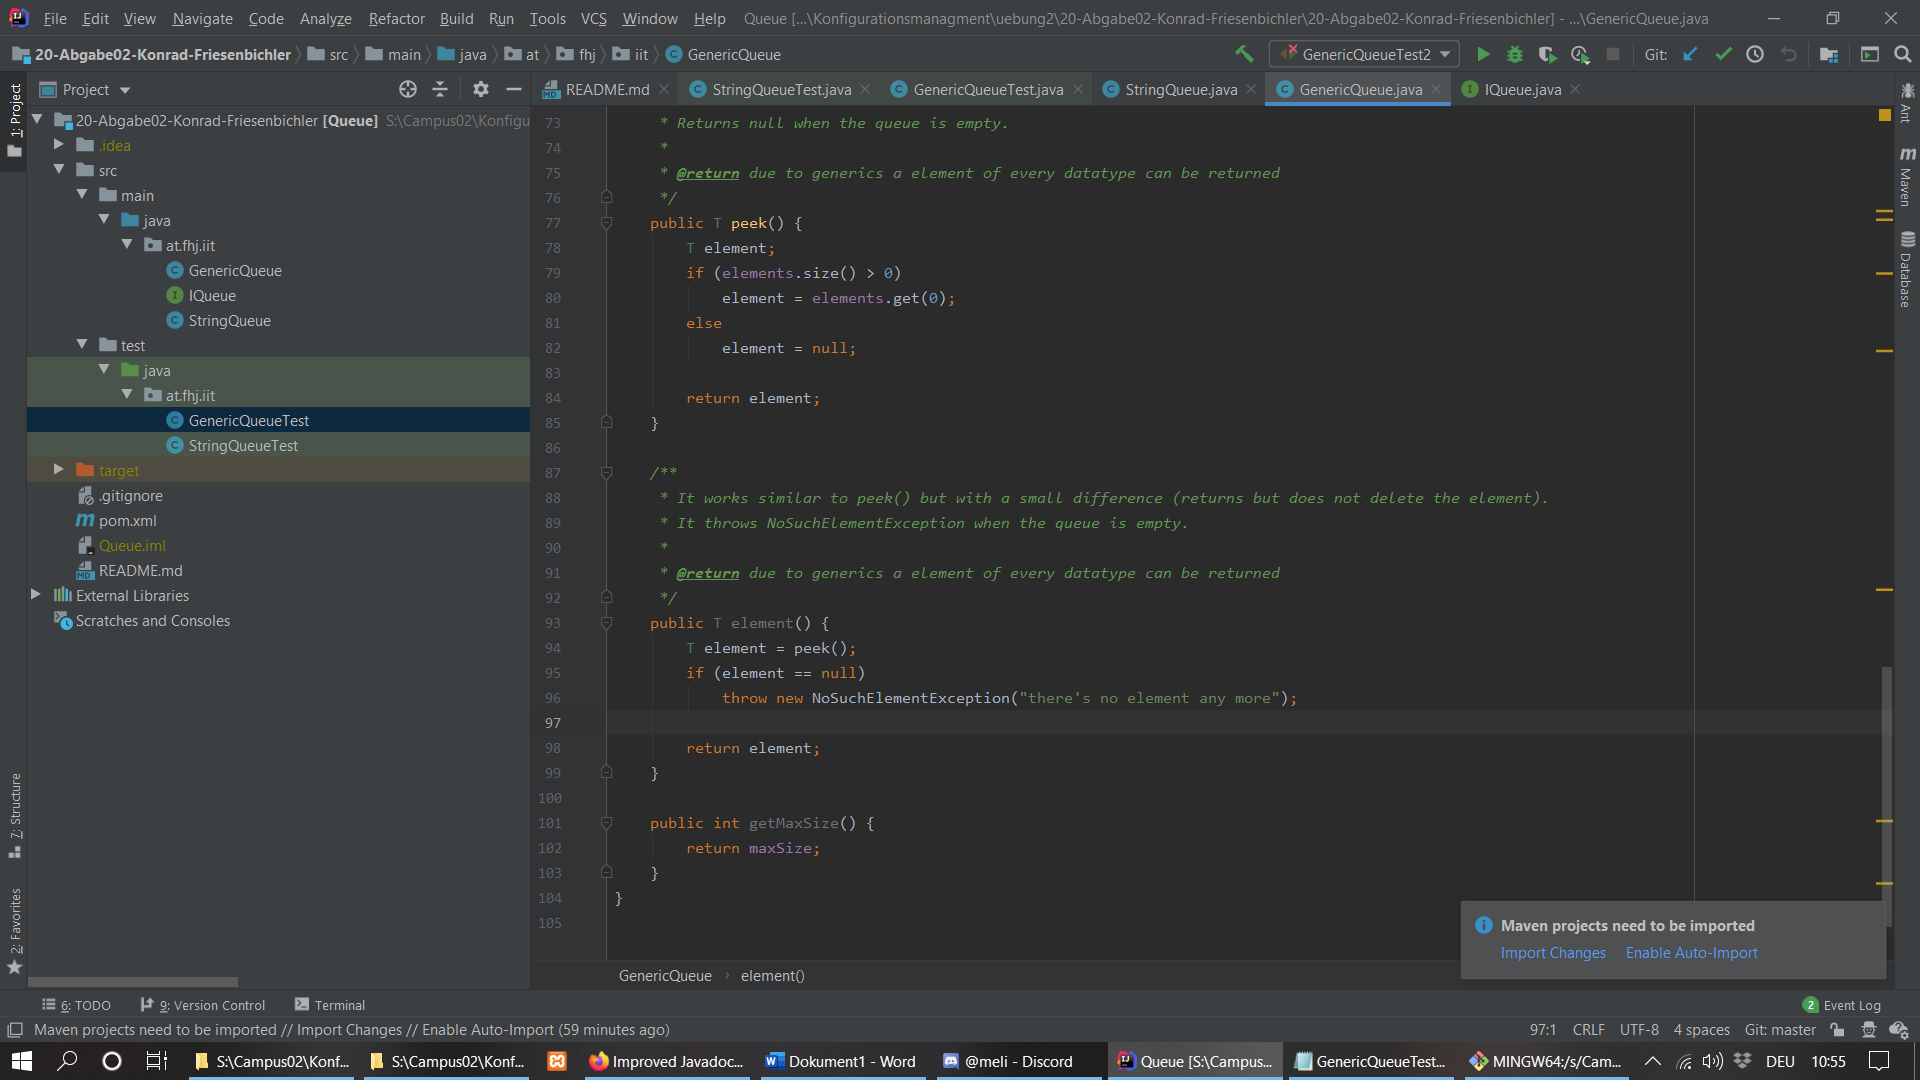 File Edit View Navigate Code Analyze Refactor Build Run Tools VCS Window Help Queue [...\Konfigurationsmanagment\uebung2\20-Abgabe02-Konrad-Friesenbichler\20-Abgabe02-Konrad-Friesenbichler] - ...\GenericQueue.java
20-Abgabe02-Konrad-Friesenbichler src main java at fhj iit GenericQueue GenericQueueTest2 Git:
Project README.md StringQueueTest.java GenericQueueTest.java StringQueue.java GenericQueue.java IQueue.java
1: Project
7: Structure
2: Favorites
20-Abgabe02-Konrad-Friesenbichler [Queue] S:\Campus02\Konfigu
.idea
src
main
java
at.fhj.iit
GenericQueue
IQueue
StringQueue
test
java
at.fhj.iit
GenericQueueTest
StringQueueTest
target
.gitignore
pom.xml
Queue.iml
README.md
External Libraries
Scratches and Consoles
73 * Returns null when the queue is empty.
74 *
75 * @return due to generics a element of every datatype can be returned
76 */
77 public T peek() {
78 T element;
79 if (elements.size() > 0)
80 element = elements.get(0);
81 else
82 element = null;
83
84 return element;
85 }
86
87 /**
88 * It works similar to peek() but with a small difference (returns but does not delete the element).
89 * It throws NoSuchElementException when the queue is empty.
90 *
91 * @return due to generics a element of every datatype can be returned
92 */
93 public T element() {
94 T element = peek();
95 if (element == null)
96 throw new NoSuchElementException("there's no element any more");
97
98 return element;
99 }
100
101 public int getMaxSize() {
102 return maxSize;
103 }
104 }
105
Ant
Maven
Database
Maven projects need to be imported
Import Changes Enable Auto-Import
GenericQueue › element()
6: TODO 9: Version Control Terminal 2 Event Log
Maven projects need to be imported // Import Changes // Enable Auto-Import (59 minutes ago) 97:1 CRLF UTF-8 4 spaces Git: master
S:\Campus02\Konf... S:\Campus02\Konf... Improved Javadoc... Dokument1 - Word @meli - Discord Queue [S:\Campus... GenericQueueTest... MINGW64:/s/Cam... DEU 10:55